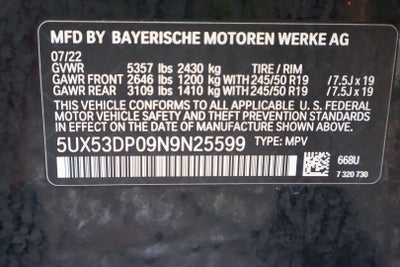 MFD BY BAYERISCHE MOTOREN WERKE AG
07/22
GVWR 5357 lbs 2430 kg TIRE / RIM
GAWR FRONT 2646 lbs 1200 kg WITH 245/50 R19 /7.5J x 19
GAWR REAR 3109 lbs 1410 kg WITH 245/50 R19 /7.5J x 19
THIS VEHICLE CONFORMS TO ALL APPLICABLE U. S. FEDERAL
MOTOR VEHICLE SAFETY AND THEFT PREVENTION STANDARDS
IN EFFECT ON THE DATE OF MANUFACTURE SHOWN ABOVE.
5UX53DP09N9N25599 TYPE: MPV
668U
7 320 730